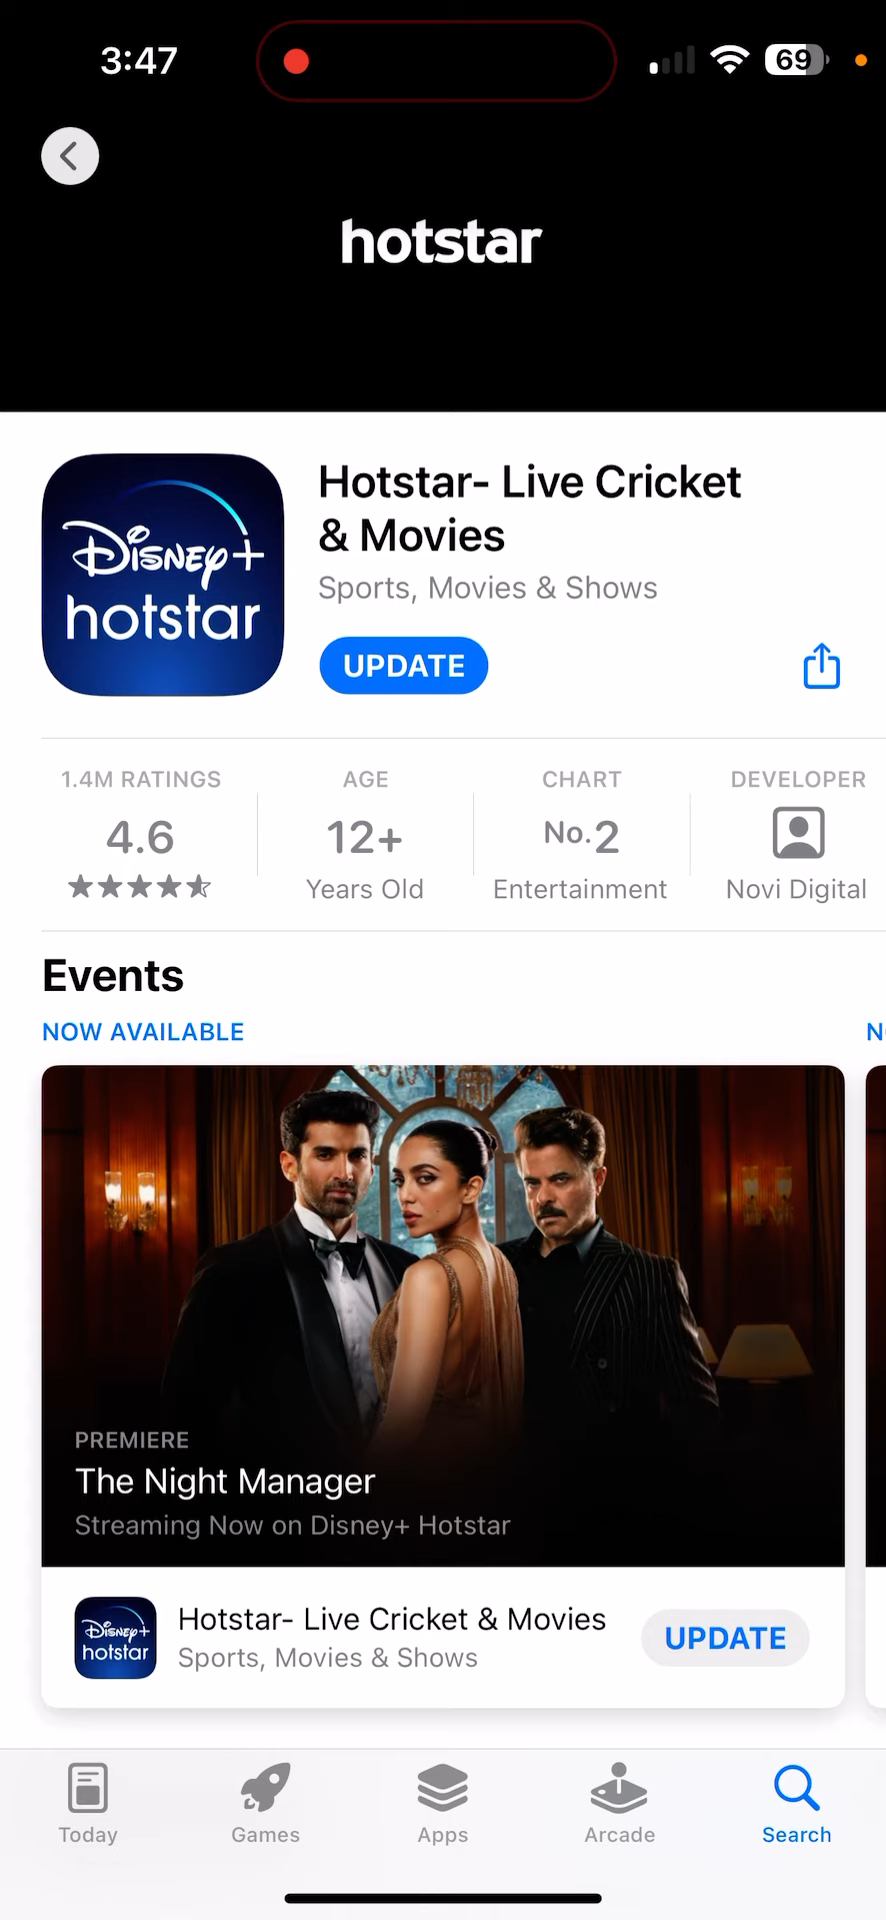 3:47
69
hotstar
Disney+
hotstar
Hotstar- Live Cricket
& Movies
Sports, Movies & Shows
UPDATE
1.4M RATINGS
4.6
AGE
12+
Years Old
CHART
No.2
Entertainment
DEVELOPER
Novi Digital
Events
NOW AVAILABLE
PREMIERE
The Night Manager
Streaming Now on Disney+ Hotstar
Disney+
hotstar
Hotstar- Live Cricket & Movies
Sports, Movies & Shows
UPDATE
Today
Games
Apps
Arcade
Search